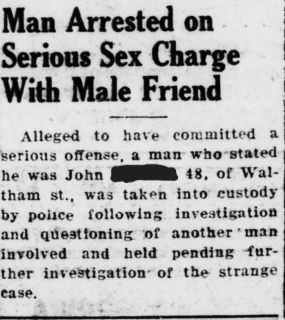 Man Arrested on
Serious Sex Charge
With Male Friend
Alleged to have committed a
serious offense, a man who stated
he was John 48, of Wal-
tham st., was taken into custody
by police following investigation
and questioning of another man
involved and held pending fur-
ther investigation of the strange
case.